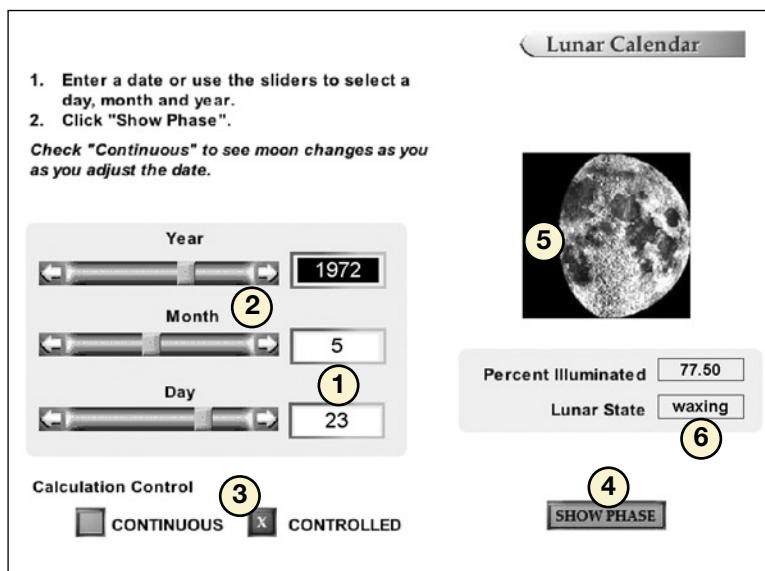 Lunar Calendar
1. Enter a date or use the sliders to select a
day, month and year.
2. Click "Show Phase".
Check "Continuous" to see moon changes as you
as you adjust the date.
Year
1972
2
Month
5
1
Day
23
5
Percent Illuminated 77.50
Lunar State waxing
6
Calculation Control
3
CONTINUOUS X CONTROLLED
4
SHOW PHASE